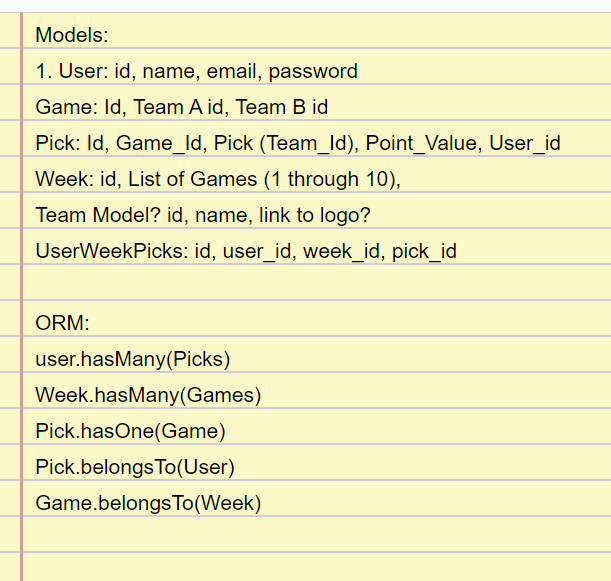 Models:
1. User: id, name, email, password
Game: Id, Team A id, Team B id
Pick: Id, Game_Id, Pick (Team_Id), Point_Value, User_id
Week: id, List of Games (1 through 10),
Team Model? id, name, link to logo?
UserWeekPicks: id, user_id, week_id, pick_id
ORM:
user.hasMany(Picks)
Week.hasMany(Games)
Pick.hasOne(Game)
Pick.belongsTo(User)
Game.belongsTo(Week)